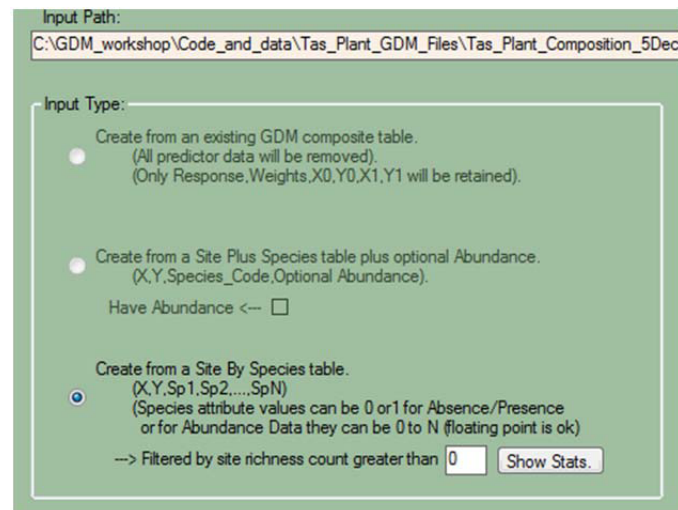 Input Path:
C:\GDM_workshop\Code_and_data\Tas_Plant_GDM_Files\Tas_Plant_Composition_5Dec
Input Type:
Create from an existing GDM composite table.
(All predictor data will be removed).
(Only Response,Weights,X0,Y0,X1,Y1 will be retained).
Create from a Site Plus Species table plus optional Abundance.
(X,Y,Species_Code,Optional Abundance).
Have Abundance <---
Create from a Site By Species table.
(X,Y,Sp1,Sp2,...,SpN)
(Species attribute values can be 0 or1 for Absence/Presence
or for Abundance Data they can be 0 to N (floating point is ok)
---> Filtered by site richness count greater than 0 Show Stats.